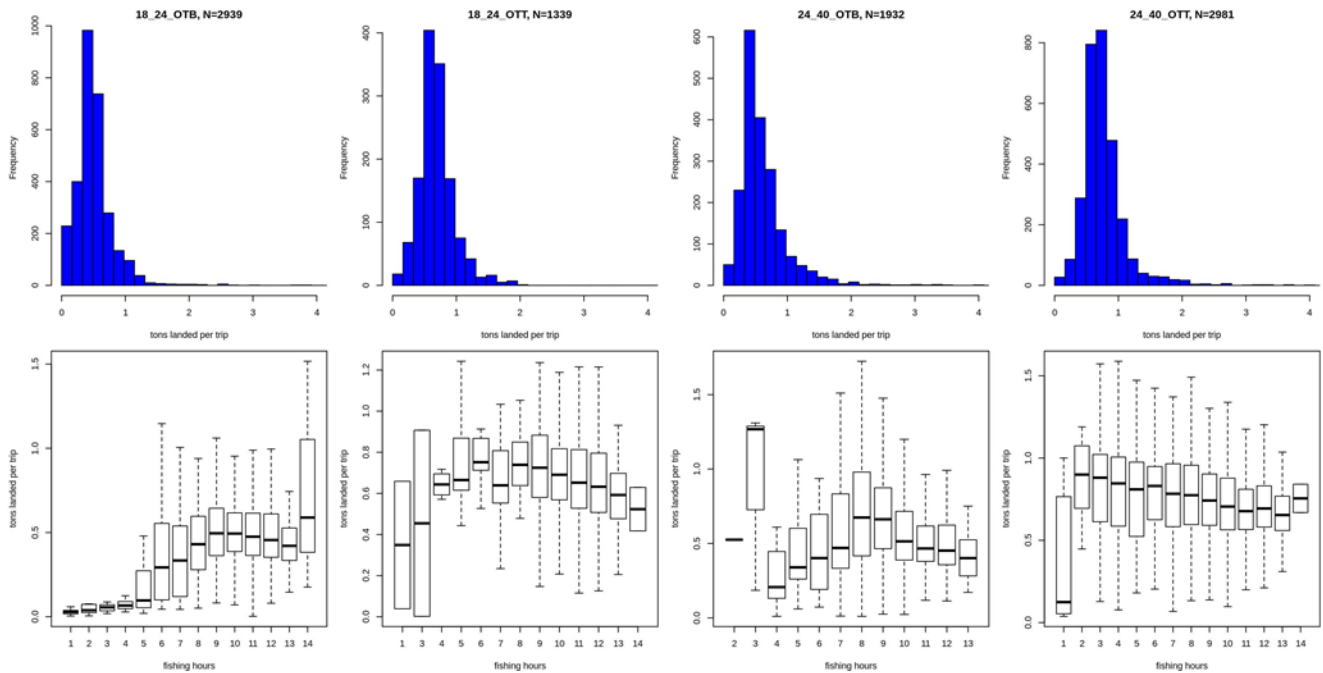 18_24_OTB, N=2939
18_24_OTT, N=1339
24_40_OTB, N=1932
24_40_OTT, N=2981
Frequency
0 200 400 600 800 1000
0 1 2 3 4
tons landed per trip
Frequency
0 100 200 300 400
0 1 2 3 4
tons landed per trip
Frequency
0 100 200 300 400 500 600
0 1 2 3 4
tons landed per trip
Frequency
0 200 400 600 800
0 1 2 3 4
tons landed per trip
tons landed per trip
0.0 0.5 1.0 1.5
1 2 3 4 5 6 7 8 9 10 11 12 13 14
fishing hours
tons landed per trip
0.0 0.2 0.4 0.6 0.8 1.0 1.2
1 3 4 5 6 7 8 9 10 11 12 13 14
fishing hours
tons landed per trip
0.0 0.5 1.0 1.5
2 3 4 5 6 7 8 9 10 11 12 13
fishing hours
tons landed per trip
0.0 0.5 1.0 1.5
1 2 3 4 5 6 7 8 9 10 11 12 13 14
fishing hours